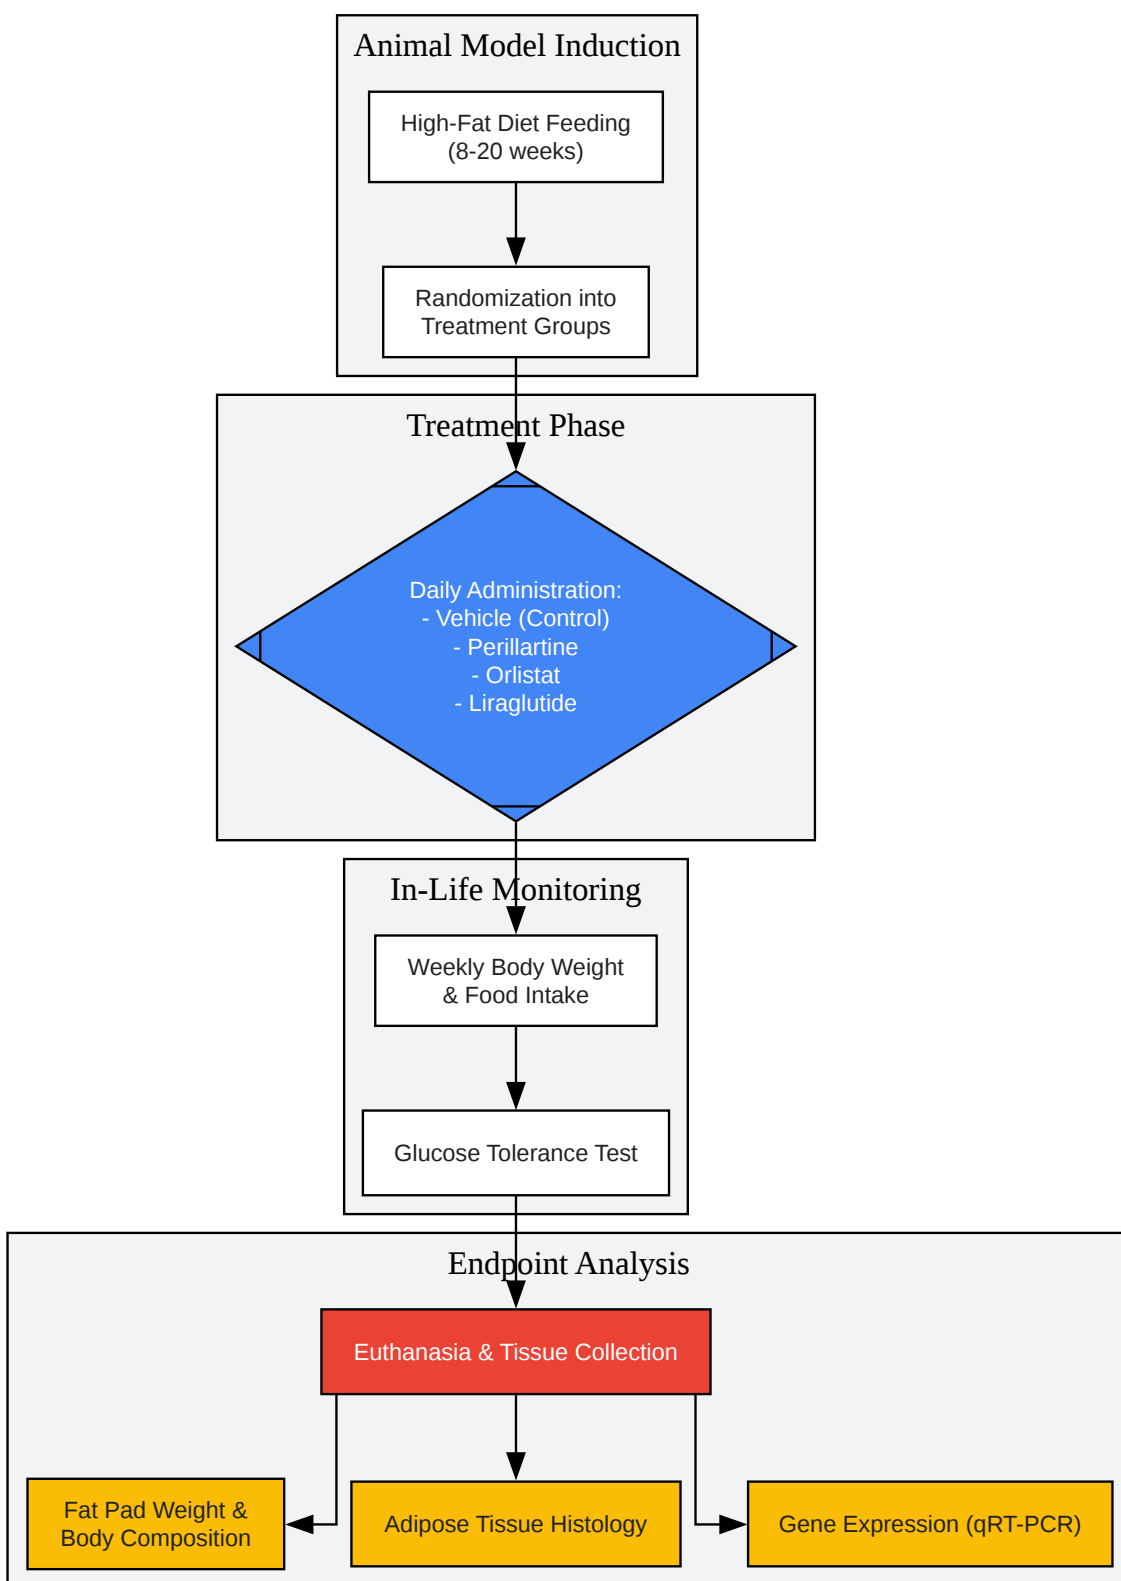 Animal Model Induction
High-Fat Diet Feeding
(8-20 weeks)
Randomization into
Treatment Groups
Treatment Phase
Daily Administration:
- Vehicle (Control)
- Perillartine
- Orlistat
- Liraglutide
In-Life Monitoring
Weekly Body Weight
& Food Intake
Glucose Tolerance Test
Endpoint Analysis
Euthanasia & Tissue Collection
Fat Pad Weight &
Body Composition
Adipose Tissue Histology
Gene Expression (qRT-PCR)